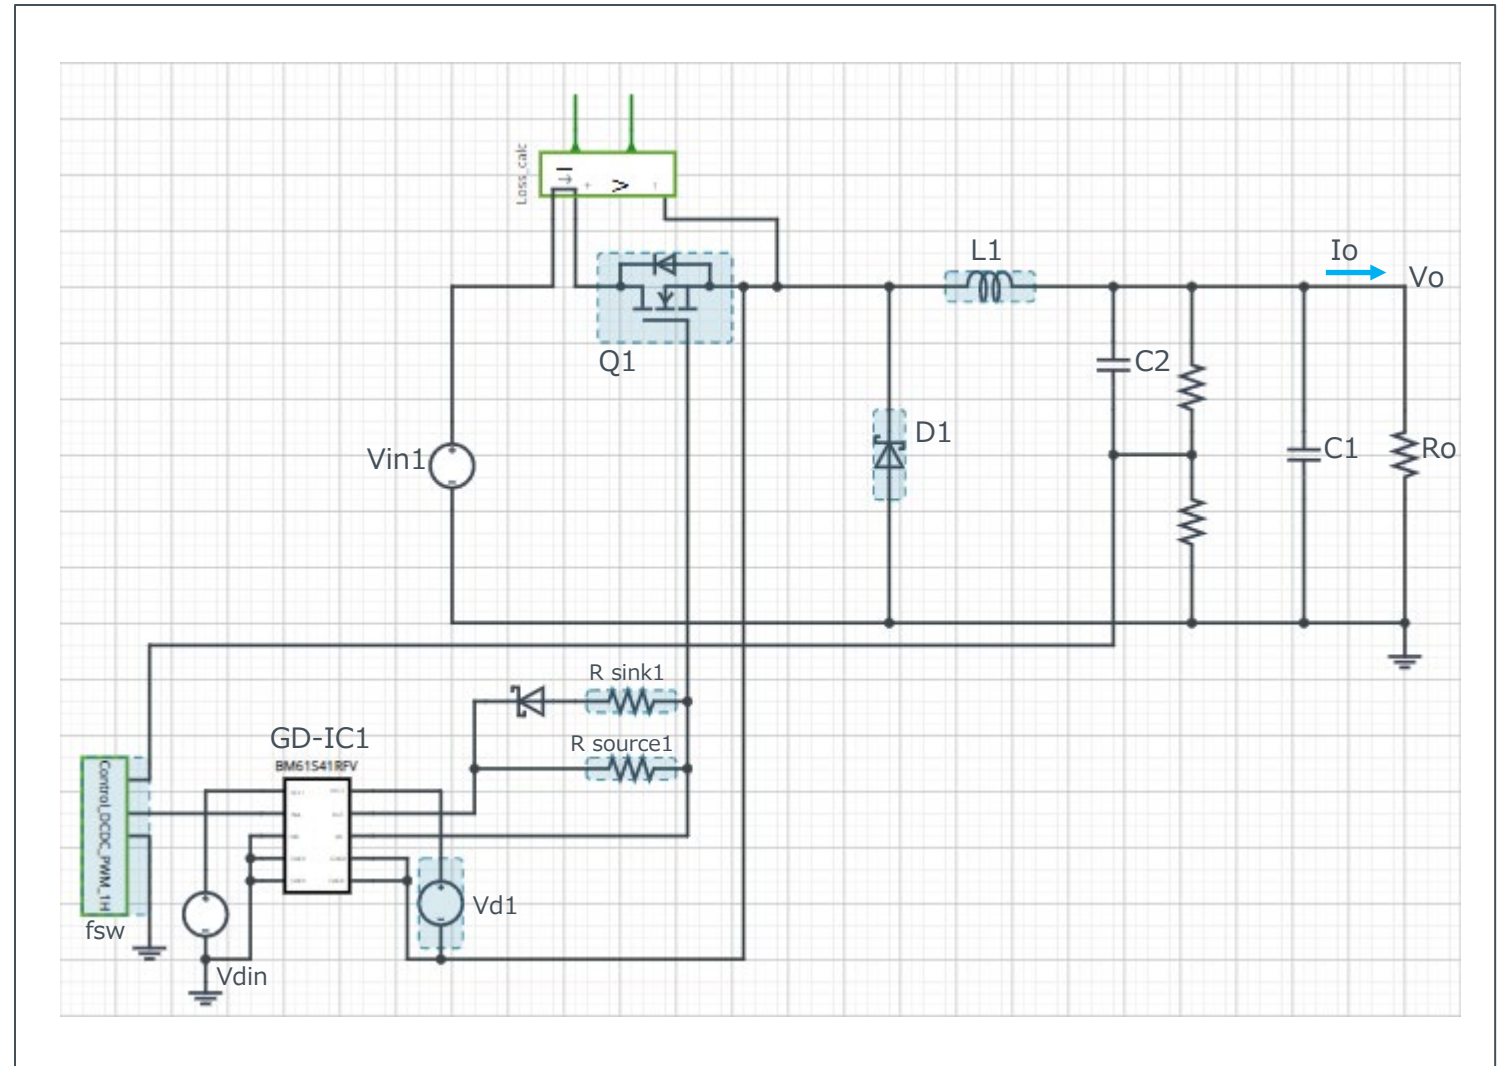 Loss_calc
L1
Io
Vo
Q1
C2
D1
Vin1
C1
Ro
R sink1
GD-IC1
R source1
BM61S41RFV
Control_DCDC_PWM_1H
Vd1
fsw
Vdin